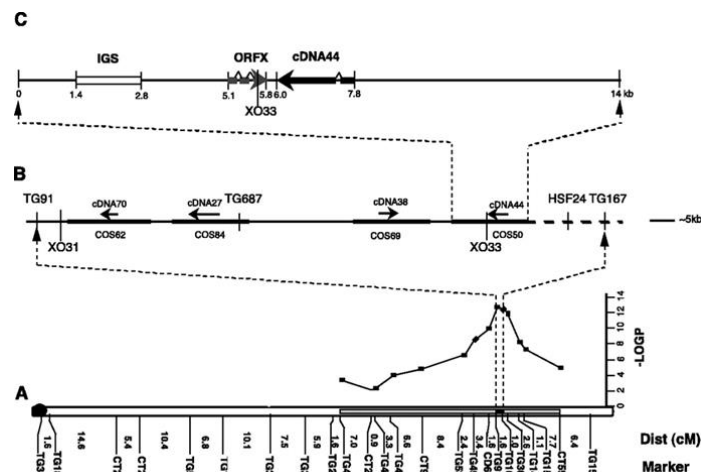 C
IGS ORFX cDNA44
0 1.4 2.8 5.1 5.8 6.0 7.8 14 kb
XO33
B
TG91 cDNA70 cDNA27 TG687 cDNA38 cDNA44 HSF24 TG167
~5kb
XO31 COS62 COS84 COS69 XO33 COS50
14
12
10
8
6
4
2
0
-LOGP
A
1.5 14.6 5.4 10.4 6.8 10.1 7.5 5.9 1.6 7.0 0.9 3.3 6.6 8.4 2.4 3.4 1.6 1.0 2.6 1.1 7.7 6.4 Dist (cM)
Marker